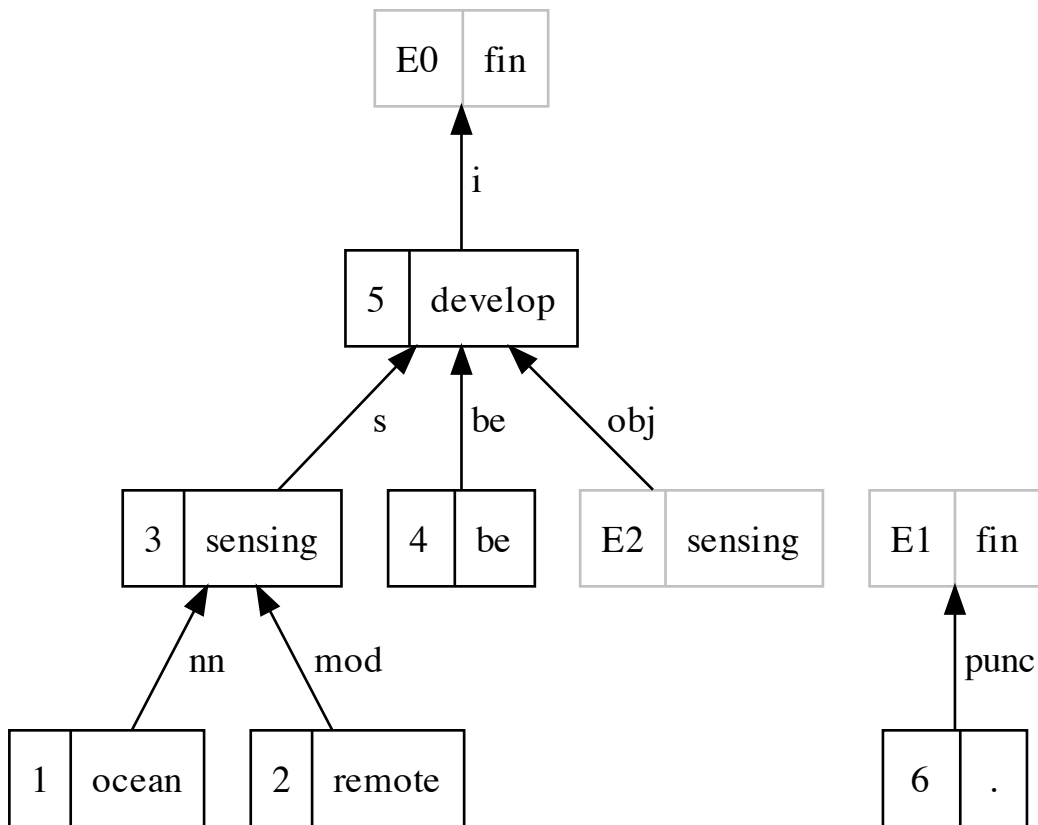 E0 fin
i
5 develop
s be obj
3 sensing 4 be E2 sensing E1 fin
nn mod punc
1 ocean 2 remote 6 .